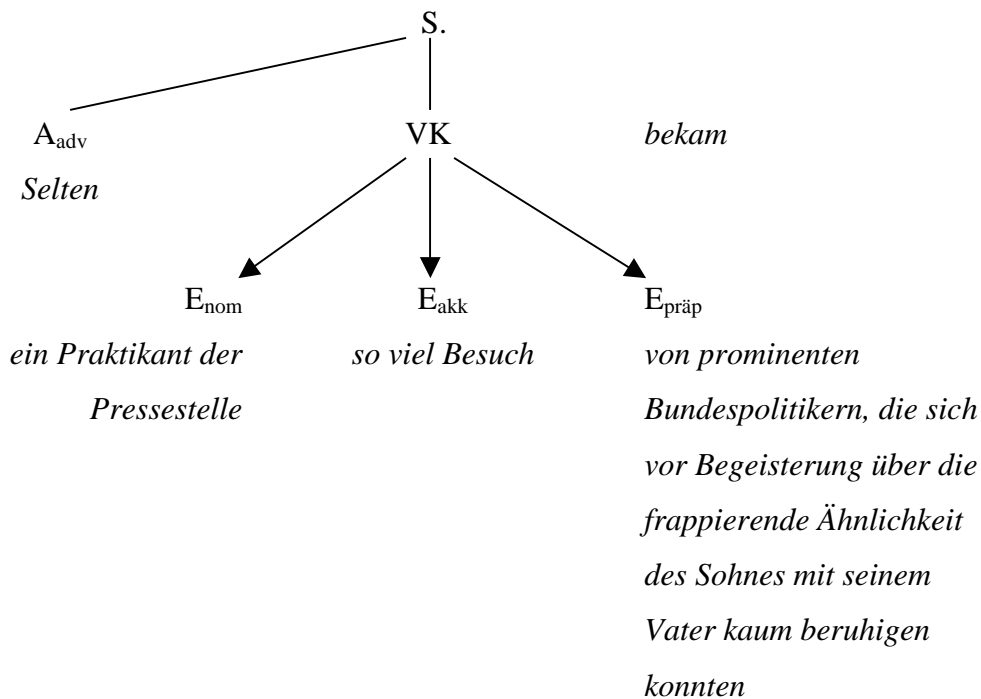 S.
A_adv VK bekam
Selten
E_nom E_akk E_präp
ein Praktikant der so viel Besuch von prominenten
Pressestelle Bundespolitikern, die sich
vor Begeisterung über die
frappierende Ähnlichkeit
des Sohnes mit seinem
Vater kaum beruhigen
konnten